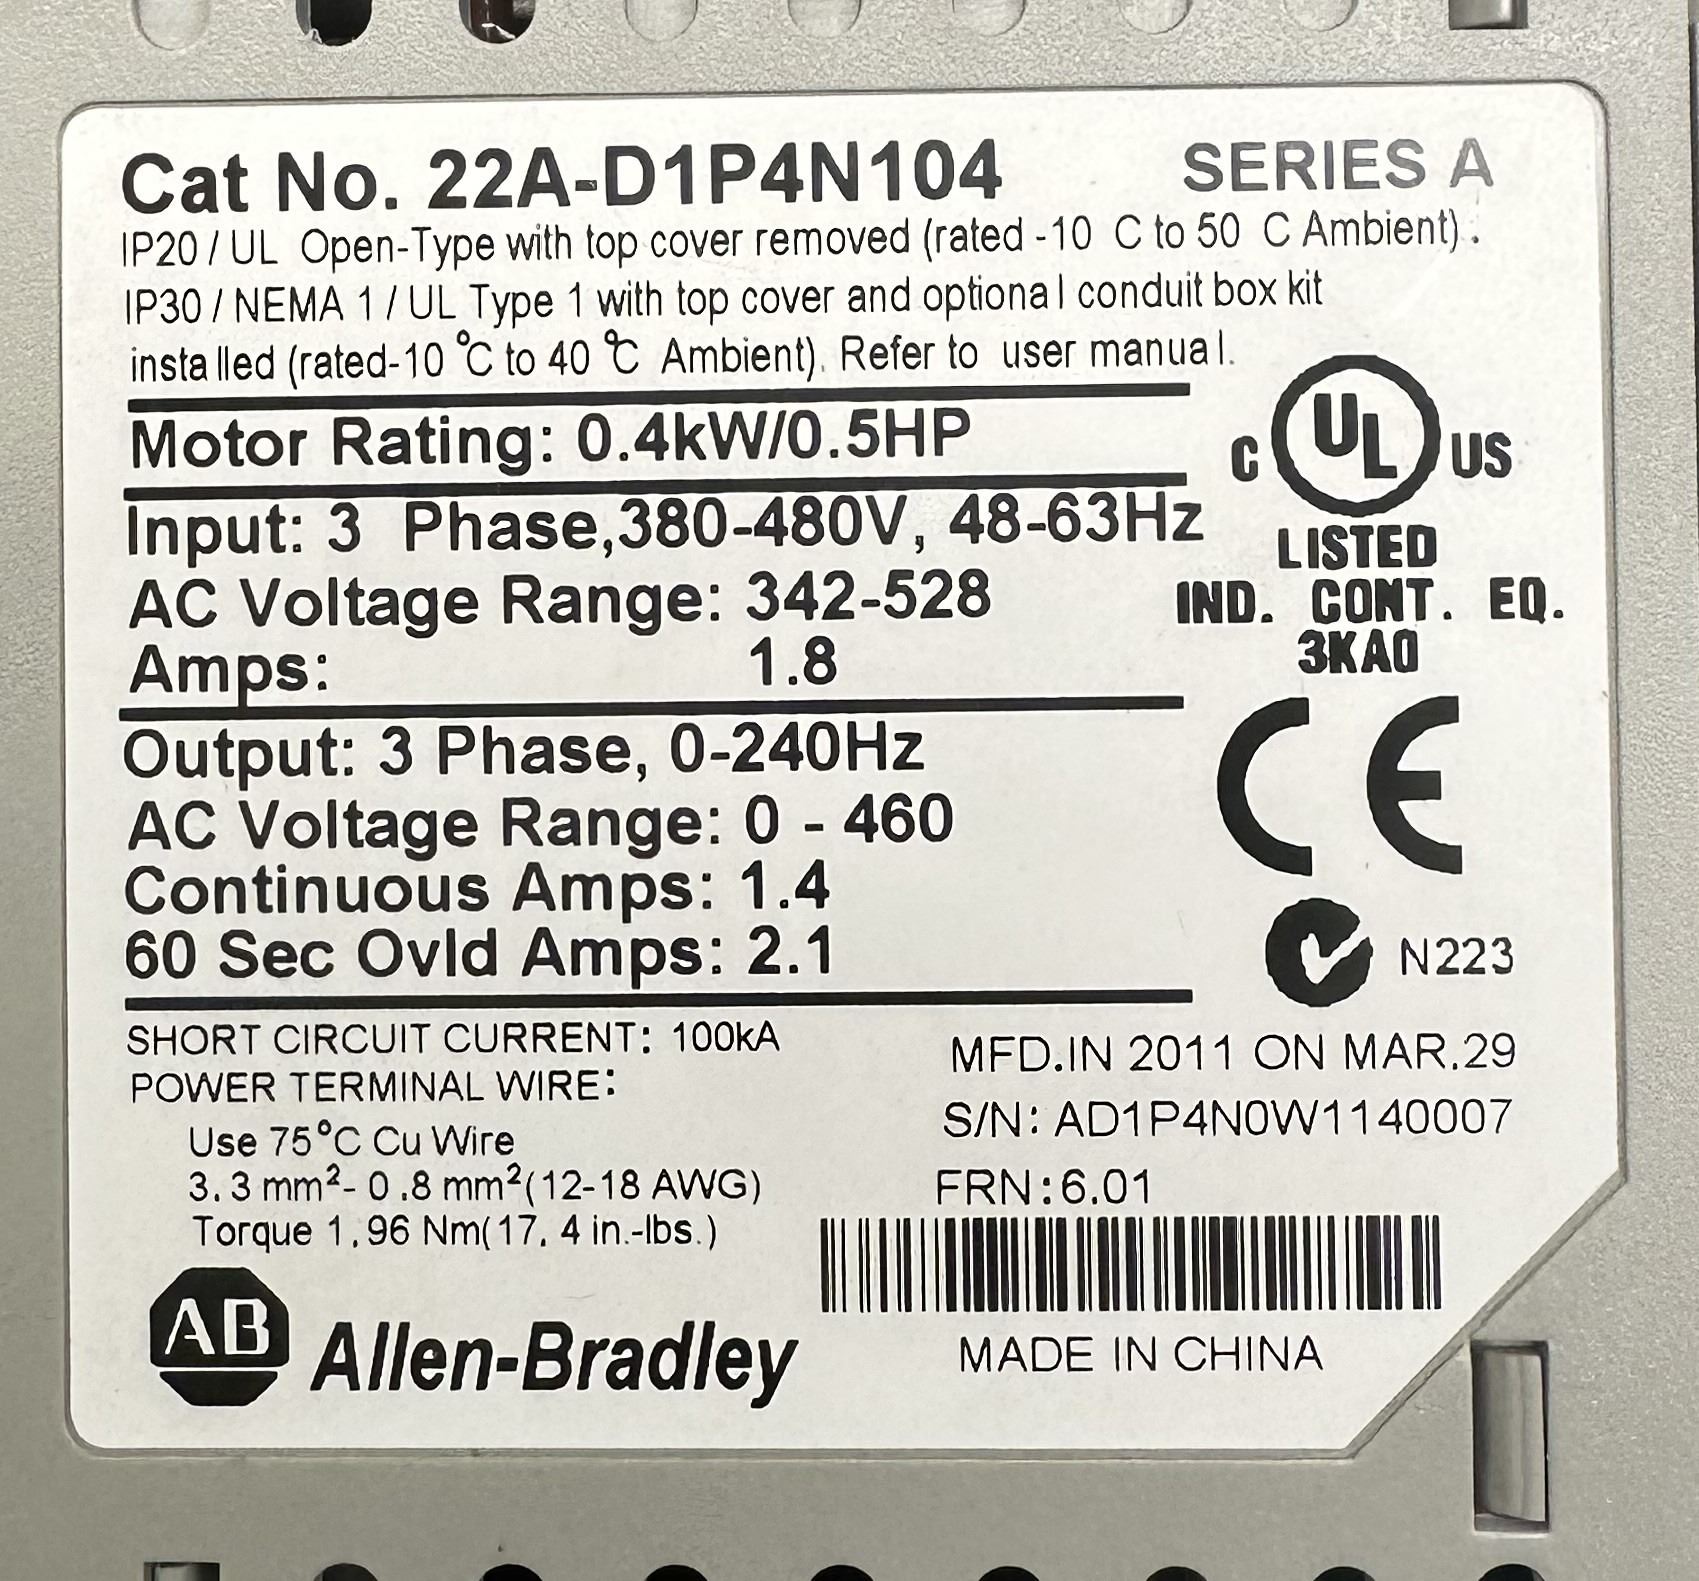 Cat No. 22A-D1P4N104 SERIES A
IP20 / UL Open-Type with top cover removed (rated -10 C to 50 C Ambient).
IP30 / NEMA 1 / UL Type 1 with top cover and optional conduit box kit
installed (rated-10 °C to 40 °C Ambient). Refer to user manual.
Motor Rating: 0.4kW/0.5HP
C UL US
Input: 3 Phase,380-480V, 48-63Hz
LISTED
AC Voltage Range: 342-528
IND. CONT. EQ.
Amps: 1.8
3KA0
Output: 3 Phase, 0-240Hz
CE
AC Voltage Range: 0 - 460
Continuous Amps: 1.4
60 Sec Ovld Amps: 2.1
N223
SHORT CIRCUIT CURRENT: 100kA
POWER TERMINAL WIRE:
Use 75°C Cu Wire
3.3 mm²- 0.8 mm²(12-18 AWG)
Torque 1.96 Nm(17.4 in.-lbs.)
MFD.IN 2011 ON MAR.29
S/N: AD1P4N0W1140007
FRN:6.01
AB Allen-Bradley
MADE IN CHINA